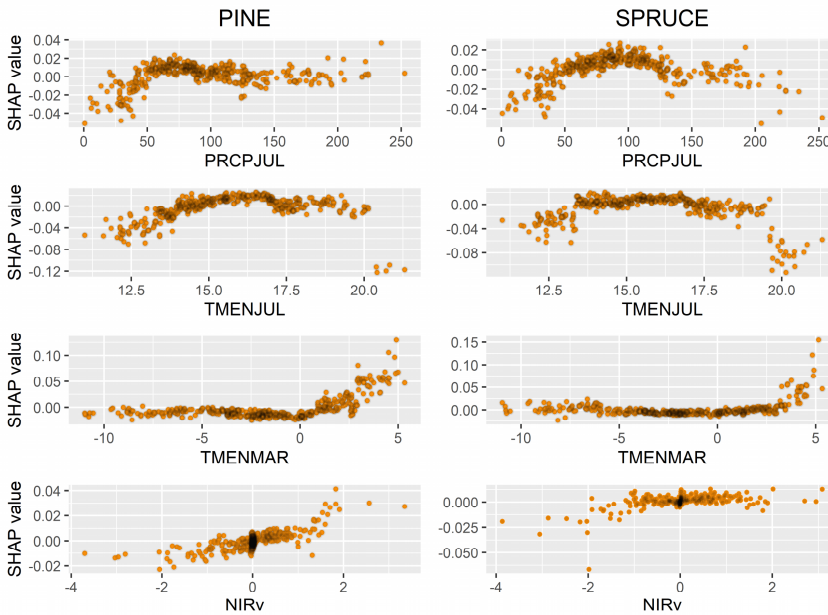 PINE SPRUCE
SHAP value
0.04
0.02
0.00
-0.02
-0.04
0 50 100 150 200 250
PRCPJUL
0.02
0.00
-0.02
-0.04
0 50 100 150 200 250
PRCPJUL
SHAP value
0.00
-0.04
-0.08
-0.12
12.5 15.0 17.5 20.0
TMENJUL
0.00
-0.04
-0.08
12.5 15.0 17.5 20.0
TMENJUL
SHAP value
0.10
0.05
0.00
-10 -5 0 5
TMENMAR
0.15
0.10
0.05
0.00
-10 -5 0 5
TMENMAR
SHAP value
0.04
0.02
0.00
-0.02
-4 -2 0 2
NIRv
0.000
-0.025
-0.050
-4 -2 0 2
NIRv